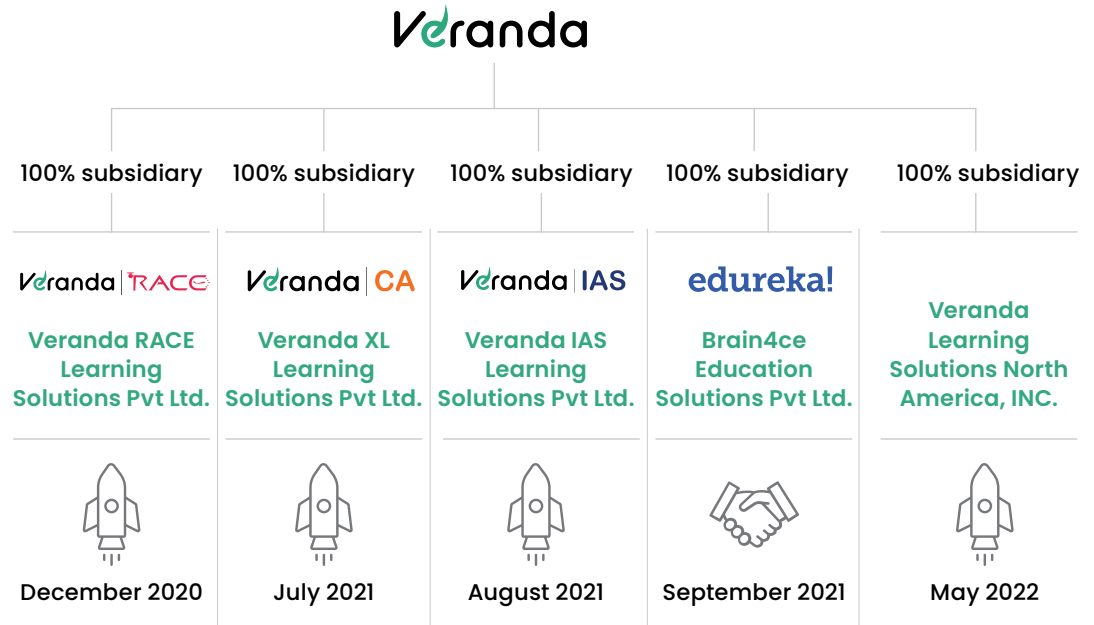 Veranda
100% subsidiary 100% subsidiary 100% subsidiary 100% subsidiary 100% subsidiary
Veranda RACE
Veranda RACE
Learning
Solutions Pvt Ltd.
Veranda CA
Veranda XL
Learning
Solutions Pvt Ltd.
Veranda IAS
Veranda IAS
Learning
Solutions Pvt Ltd.
edureka!
Brain4ce
Education
Solutions Pvt Ltd.
Veranda
Learning
Solutions North
America, INC.
December 2020 July 2021 August 2021 September 2021 May 2022